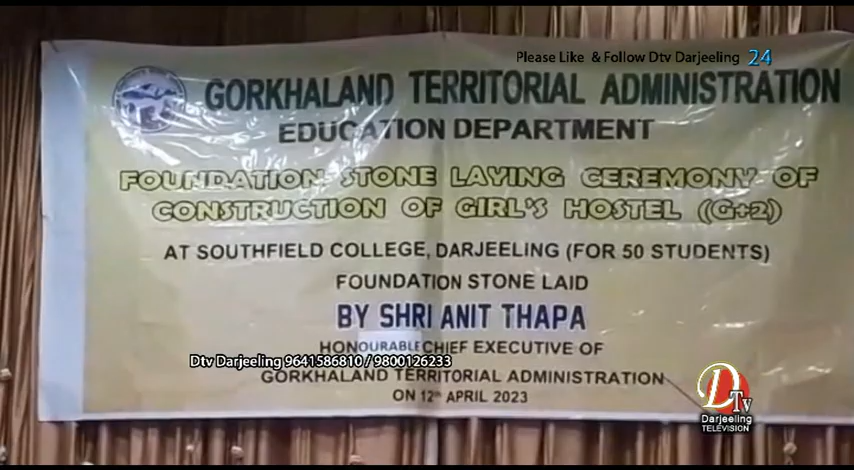 Please Like & Follow Dtv Darjeeling 24
GORKHALAND TERRITORIAL ADMINISTRATION
EDUCATION DEPARTMENT
FOUNDATION STONE LAYING CEREMONY OF
CONSTRUCTION OF GIRL'S HOSTEL ((G+2)
AT SOUTHFIELD COLLEGE, DARJEELING (FOR 50 STUDENTS)
FOUNDATION STONE LAID
BY SHRI ANIT THAPA
HONOURABLE CHIEF EXECUTIVE OF
Dtv Darjeeling 9641586810 / 9800126233
GORKHALAND TERRITORIAL ADMINISTRATION
ON 12th APRIL 2023
DTv
Darjeeling
TELEVISION